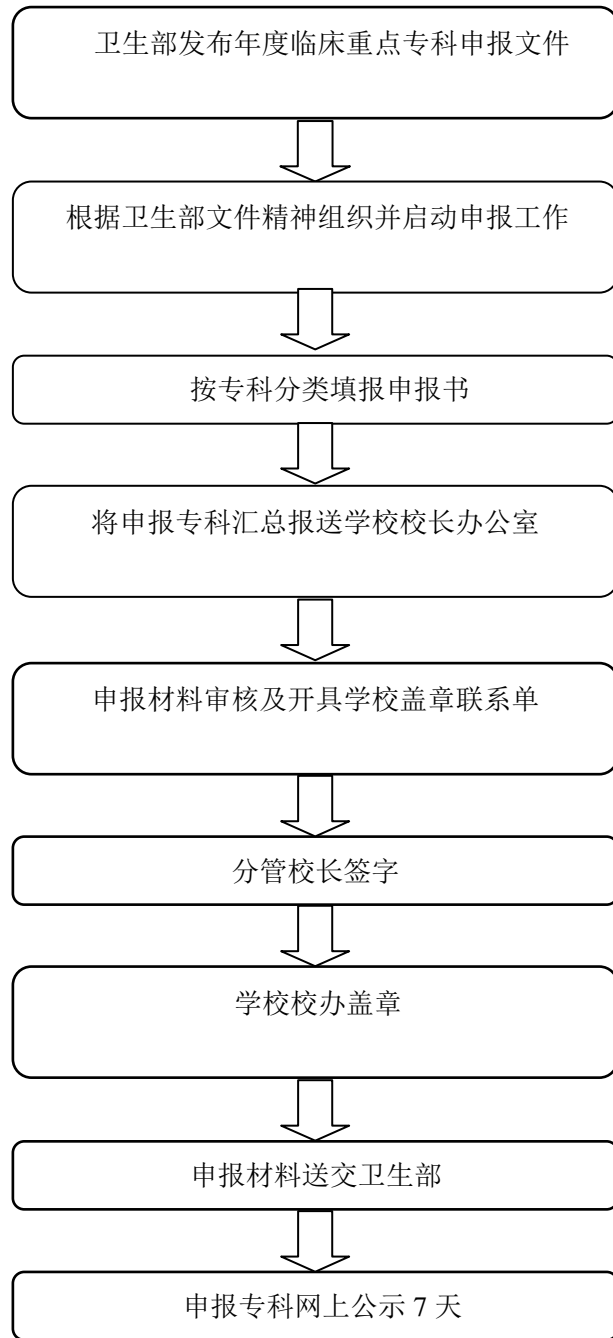 卫生部发布年度临床重点专科申报文件
根据卫生部文件精神组织并启动申报工作
按专科分类填报申报书
将申报专科汇总报送学校校长办公室
申报材料审核及开具学校盖章联系单
分管校长签字
学校校办盖章
申报材料送交卫生部
申报专科网上公示 7 天